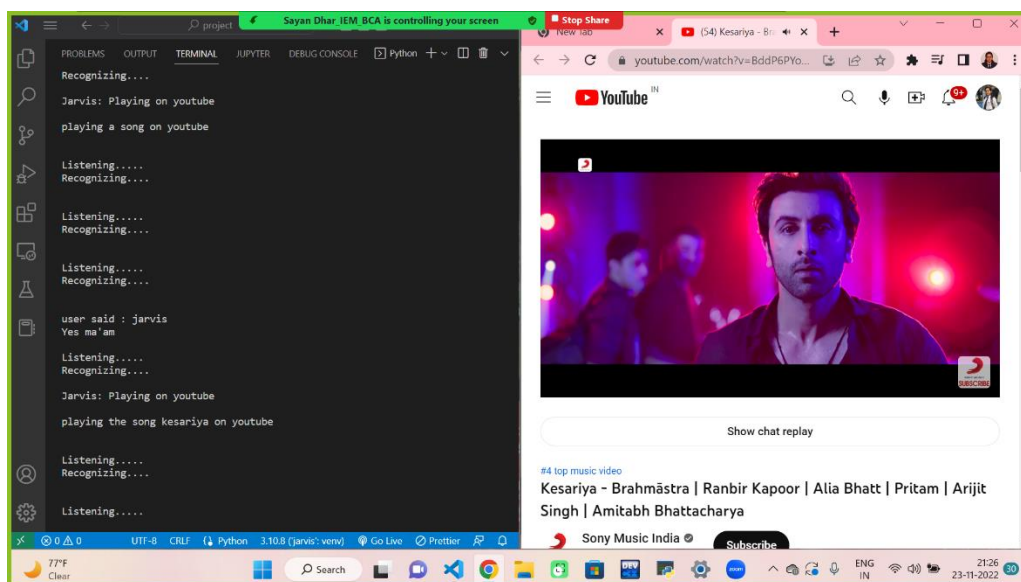 project
Sayan Dhar_IEM_BCA is controlling your screen
Stop Share
PROBLEMS OUTPUT TERMINAL JUPYTER DEBUG CONSOLE Python
Recognizing....
Jarvis: Playing on youtube
playing a song on youtube
Listening.....
Recognizing....
Listening.....
Recognizing....
Listening.....
Recognizing....
user said : jarvis
Yes ma'am
Listening.....
Recognizing....
Jarvis: Playing on youtube
playing the song kesariya on youtube
Listening.....
Recognizing....
Listening.....
0 0 UTF-8 CRLF Python 3.10.8 ('jarvis': venv) Go Live Prettier
New Tab
(54) Kesariya - Br
youtube.com/watch?v=BddP6PYo...
YouTube IN
9+
SUBSCRIBE
Show chat replay
#4 top music video
Kesariya - Brahmāstra | Ranbir Kapoor | Alia Bhatt | Pritam | Arijit
Singh | Amitabh Bhattacharya
Sony Music India
Subscribe
77°F
Clear
Search
DEV
zoom
ENG
IN
21:26
23-11-2022
30